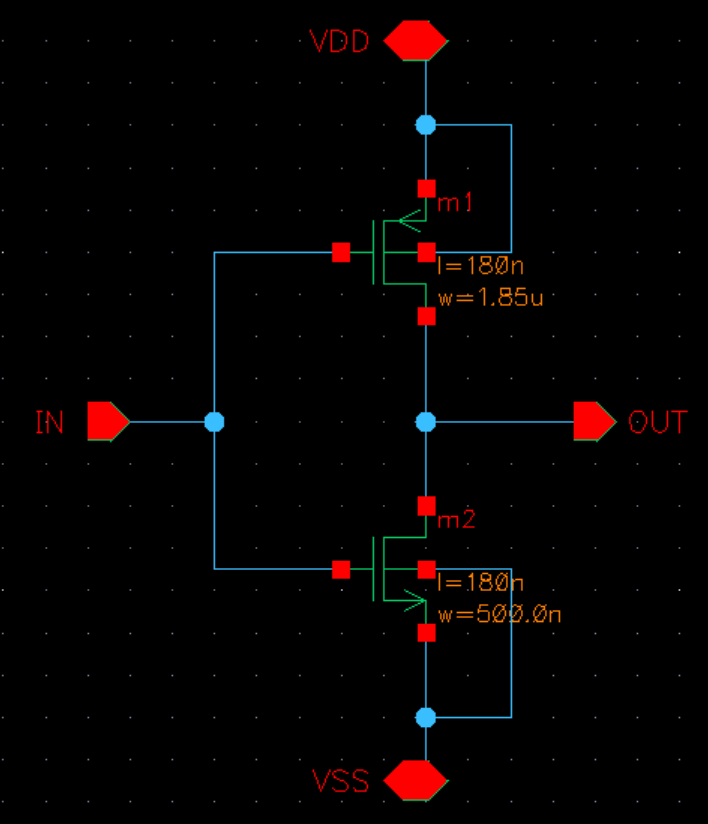 VDD
m1
l=180n
w=1.85u
IN
OUT
m2
l=180n
w=500.0n
VSS